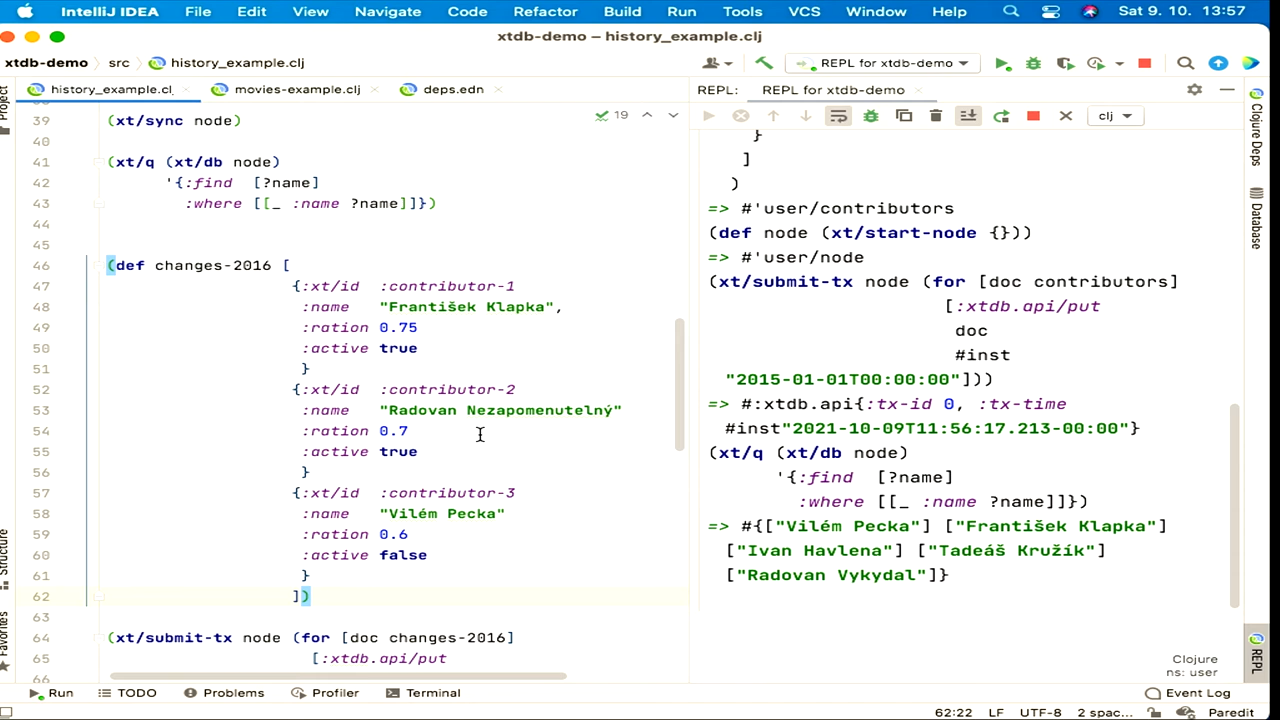 IntelliJ IDEA File Edit View Navigate Code Refactor Build Run Tools VCS Window Help Sat 9. 10. 13:57
xtdb-demo – history_example.clj
xtdb-demo src history_example.clj REPL for xtdb-demo
history_example.cl movies-example.clj deps.edn REPL: REPL for xtdb-demo
Project
19
clj
Clojure Deps
Database
39 (xt/sync node)
40
41 (xt/q (xt/db node)
42 '{:find [?name]
43 :where [[_ :name ?name]]})
44
45
46 (def changes-2016 [
47 {:xt/id :contributor-1
48 :name "František Klapka",
49 :ration 0.75
50 :active true
51 }
52 {:xt/id :contributor-2
53 :name "Radovan Nezapomenutelný"
54 :ration 0.7
55 :active true
56 }
57 {:xt/id :contributor-3
58 :name "Vilém Pecka"
59 :ration 0.6
60 :active false
61 }
62 ])
63
64 (xt/submit-tx node (for [doc changes-2016]
65 [:xtdb.api/put
66
}
]
)
=> #'user/contributors
(def node (xt/start-node {}))
=> #'user/node
(xt/submit-tx node (for [doc contributors]
[:xtdb.api/put
doc
#inst
"2015-01-01T00:00:00"]))
=> #:xtdb.api{:tx-id 0, :tx-time
#inst"2021-10-09T11:56:17.213-00:00"}
(xt/q (xt/db node)
'{:find [?name]
:where [[_ :name ?name]]})
=> #{["Vilém Pecka"] ["František Klapka"]
["Ivan Havlena"] ["Tadeáš Kružík"]
["Radovan Vykydal"]}
Clojure
ns: user
Structure
Favorites
REPL
Run TODO Problems Profiler Terminal Event Log
62:22 LF UTF-8 2 spac... Paredit